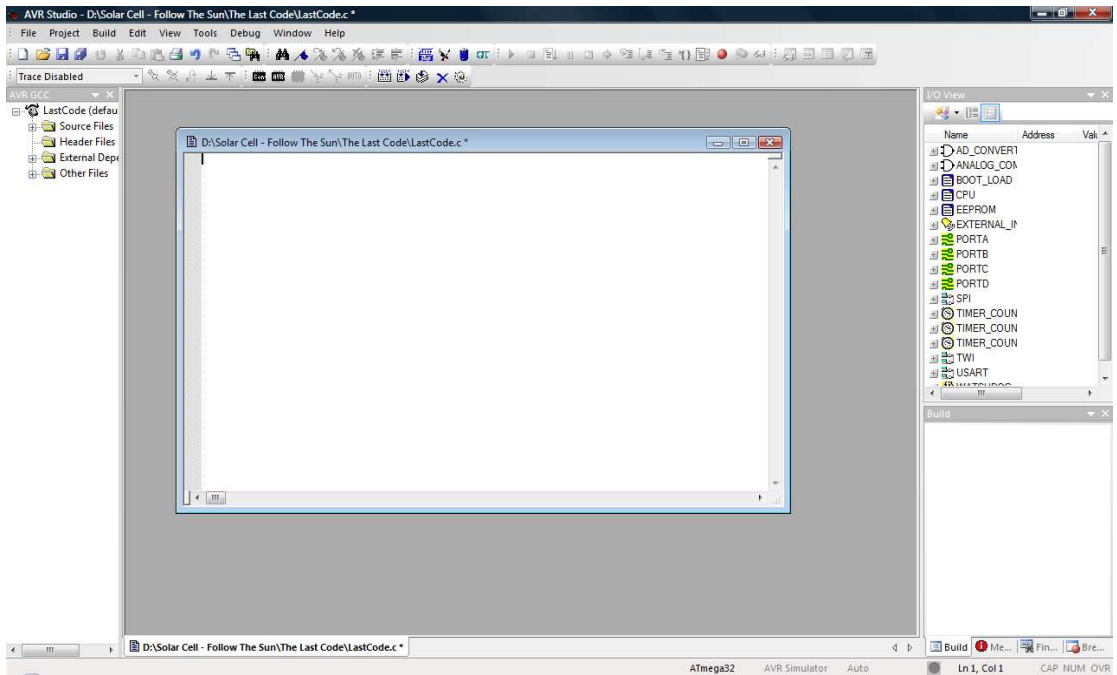 AVR Studio - D:\Solar Cell - Follow The Sun\The Last Code\LastCode.c *
File Project Build Edit View Tools Debug Window Help
Trace Disabled
AVR GCC
LastCode (defau
Source Files
Header Files
External Depe
Other Files
D:\Solar Cell - Follow The Sun\The Last Code\LastCode.c *
I/O View
Name Address Valu
AD_CONVERT
ANALOG_COM
BOOT_LOAD
CPU
EEPROM
EXTERNAL_IN
PORTA
PORTB
PORTC
PORTD
SPI
TIMER_COUN
TIMER_COUN
TIMER_COUN
TWI
USART
WATCHDOG
Build
D:\Solar Cell - Follow The Sun\The Last Code\LastCode.c *
Build Me... Fin... Bre...
ATmega32 AVR Simulator Auto Ln 1, Col 1 CAP NUM OVR